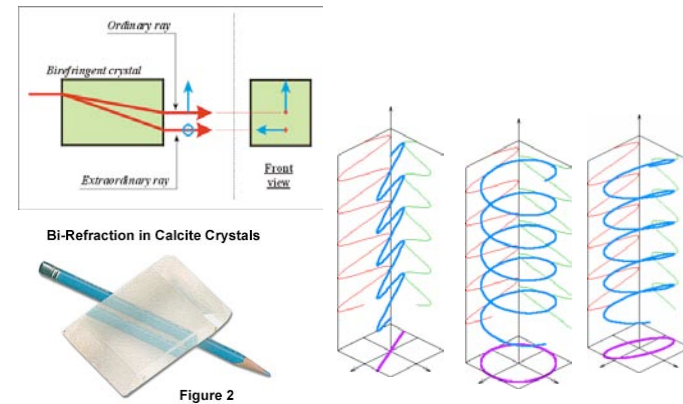 Ordinary ray
Birefringent crystal
Extraordinary ray
Front
view
Bi-Refraction in Calcite Crystals
Figure 2